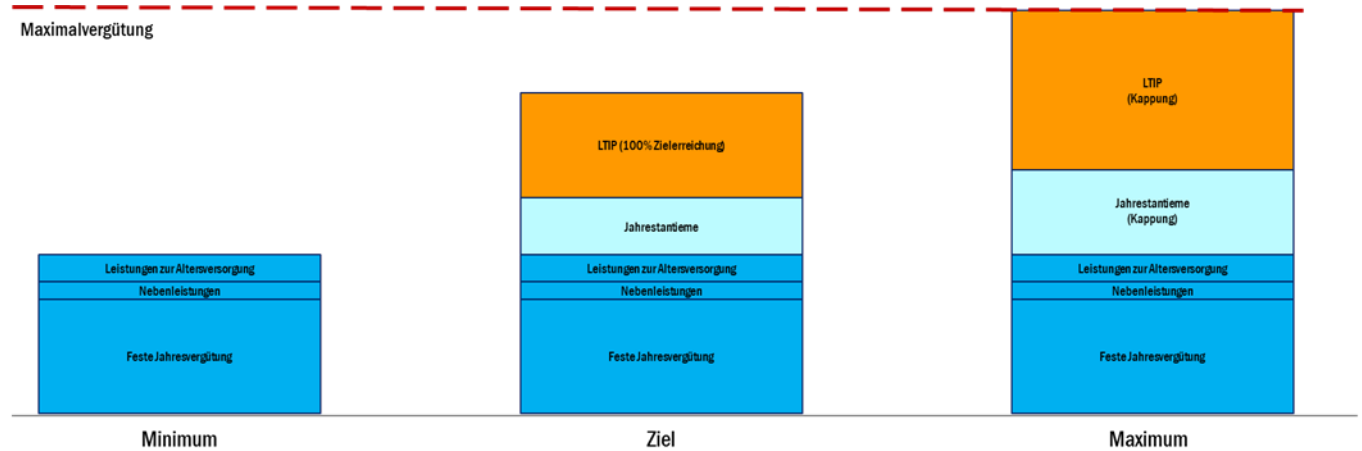 Maximalvergütung
Leistungen zur Altersversorgung
Nebenleistungen
Feste Jahresvergütung
Minimum
LTIP (100% Zielerreichung)
Jahrestantieme
Leistungen zur Altersversorgung
Nebenleistungen
Feste Jahresvergütung
Ziel
LTIP
(Kappung)
Jahrestantieme
(Kappung)
Leistungen zur Altersversorgung
Nebenleistungen
Feste Jahresvergütung
Maximum